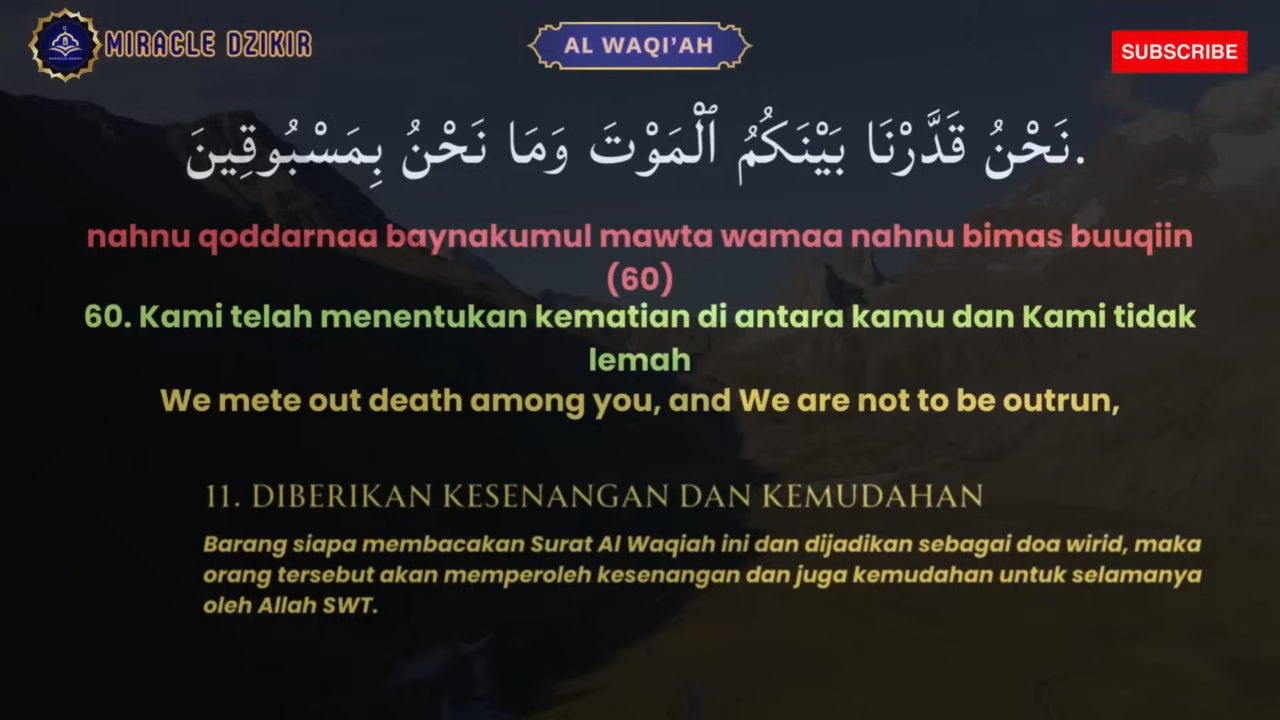 MIRACLE DZIKIR
AL WAQI'AH
SUBSCRIBE
نَحْنُ قَدَّرْنَا بَيْنَكُمُ ٱلْمَوْتَ وَمَا نَحْنُ بِمَسْبُوقِينَ.
nahnu qoddarnaa baynakumul mawta wamaa nahnu bimas buuqiin
(60)
60. Kami telah menentukan kematian di antara kamu dan Kami tidak
lemah
We mete out death among you, and We are not to be outrun,
11. DIBERIKAN KESENANGAN DAN KEMUDAHAN
Barang siapa membacakan Surat Al Waqiah ini dan dijadikan sebagai doa wirid, maka
orang tersebut akan memperoleh kesenangan dan juga kemudahan untuk selamanya
oleh Allah SWT.